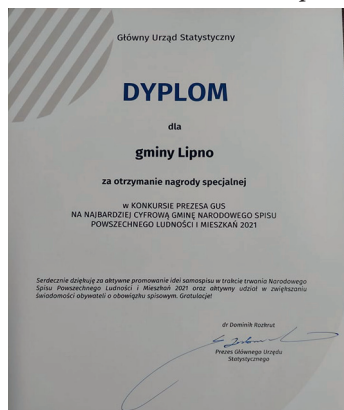 Główny Urząd Statystyczny
DYPLOM
dla
gminy Lipno
za otrzymanie nagrody specjalnej
w KONKURSIE PREZESA GUS
NA NAJBARDZIEJ CYFROWĄ GMINĘ NARODOWEGO SPISU
POWSZECHNEGO LUDNOŚCI I MIESZKAŃ 2021
Serdecznie dziękuję za aktywne promowanie idei samospisu w trakcie trwania Narodowego
Spisu Powszechnego Ludności i Mieszkań 2021 oraz aktywny udział w zwiększaniu
świadomości obywateli o obowiązku spisowym. Gratulacje!
dr Dominik Rozkrut
Prezes Głównego Urzędu
Statystycznego